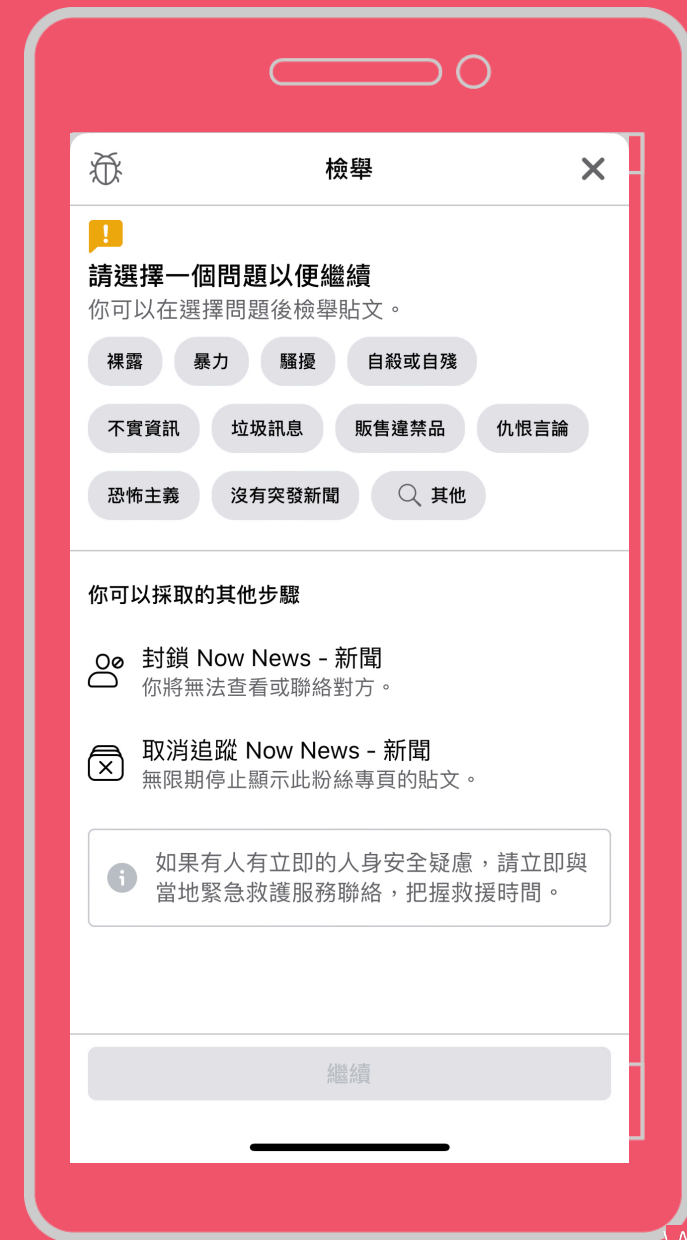 檢舉
請選擇一個問題以便繼續
你可以在選擇問題後檢舉貼文。
裸露 暴力 騷擾 自殺或自殘
不實資訊 垃圾訊息 販售違禁品 仇恨言論
恐怖主義 沒有突發新聞 其他
你可以採取的其他步驟
封鎖 Now News - 新聞
你將無法查看或聯絡對方。
取消追蹤 Now News - 新聞
無限期停止顯示此粉絲專頁的貼文。
如果有人有立即的人身安全疑慮，請立即與
當地緊急救護服務聯絡，把握救援時間。
繼續